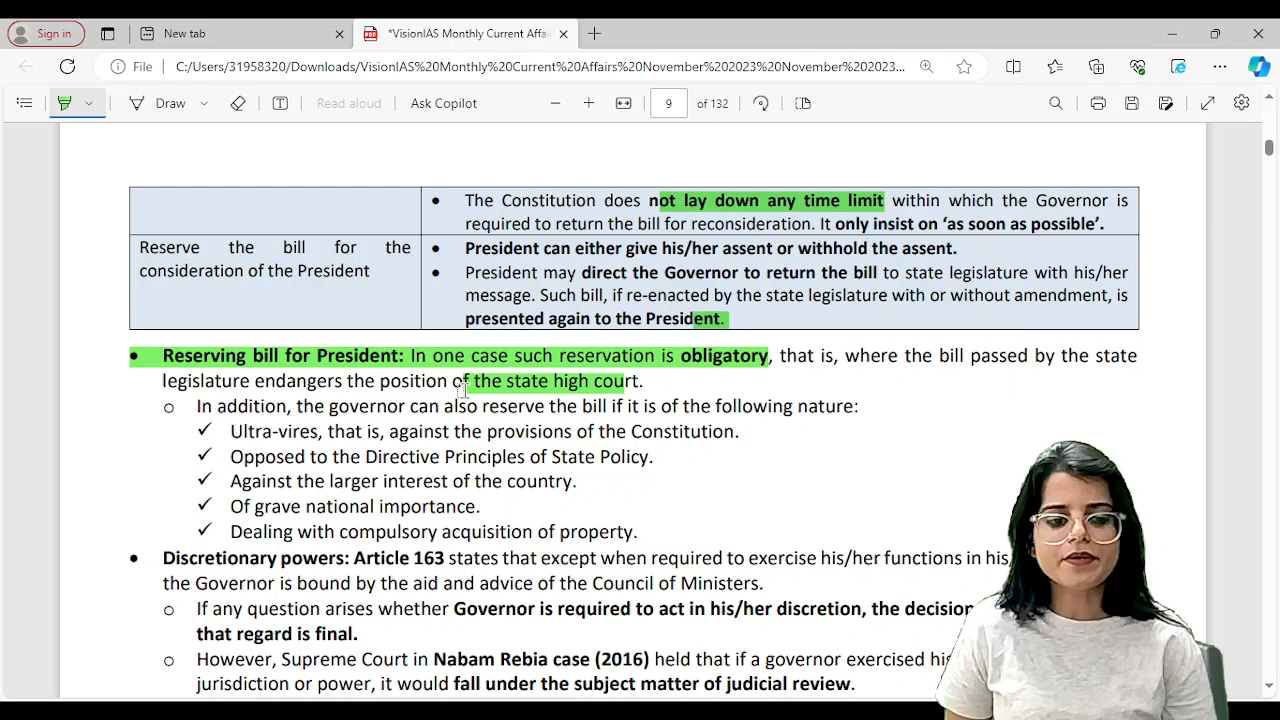 Sign in
New tab
*VisionIAS Monthly Current Affai
File
C:/Users/31958320/Downloads/VisionIAS%20Monthly%20Current%20Affairs%20November%202023%20November%202023...
Draw
Read aloud
Ask Copilot
9
of 132
The Constitution does not lay down any time limit within which the Governor is
required to return the bill for reconsideration. It only insist on ‘as soon as possible’.
Reserve the bill for the
consideration of the President
• President can either give his/her assent or withhold the assent.
• President may direct the Governor to return the bill to state legislature with his/her
message. Such bill, if re-enacted by the state legislature with or without amendment, is
presented again to the President.
• Reserving bill for President: In one case such reservation is obligatory, that is, where the bill passed by the state
legislature endangers the position of the state high court.
o In addition, the governor can also reserve the bill if it is of the following nature:
✓ Ultra-vires, that is, against the provisions of the Constitution.
✓ Opposed to the Directive Principles of State Policy.
✓ Against the larger interest of the country.
✓ Of grave national importance.
✓ Dealing with compulsory acquisition of property.
• Discretionary powers: Article 163 states that except when required to exercise his/her functions in his,
the Governor is bound by the aid and advice of the Council of Ministers.
o If any question arises whether Governor is required to act in his/her discretion, the decision
that regard is final.
o However, Supreme Court in Nabam Rebia case (2016) held that if a governor exercised his
jurisdiction or power, it would fall under the subject matter of judicial review.